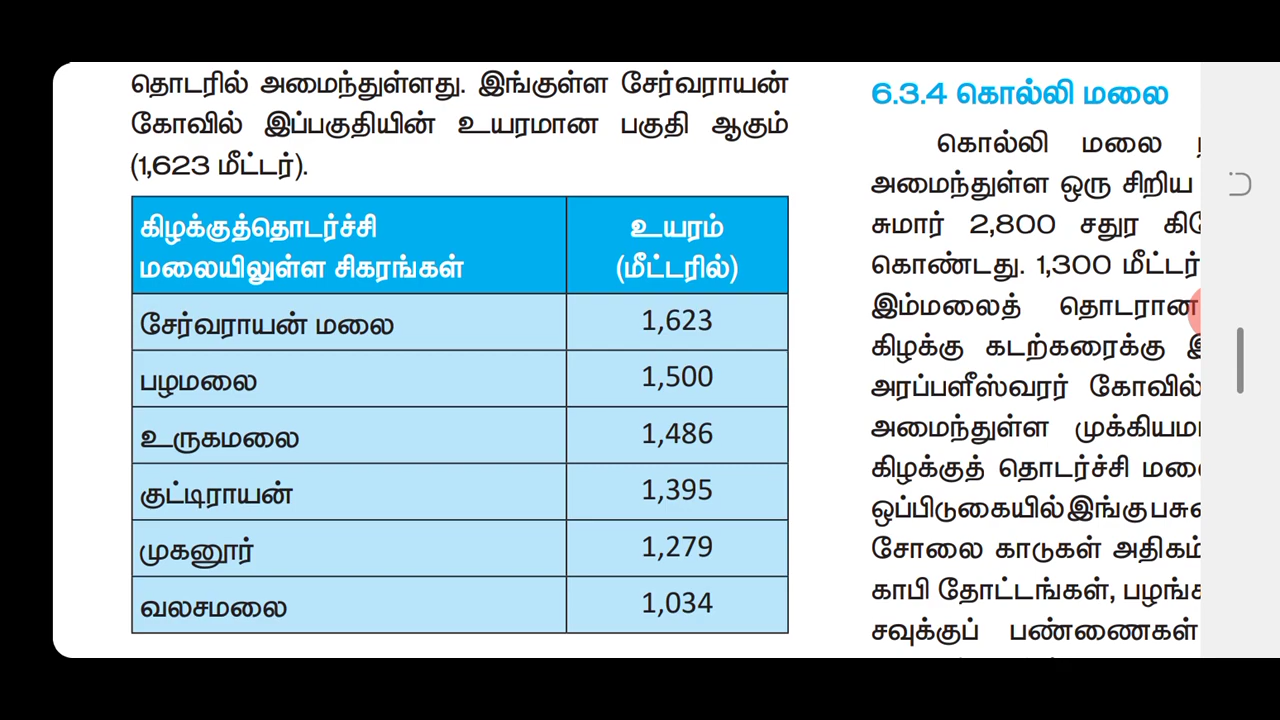 தொடரில் அமைந்துள்ளது. இங்குள்ள சேர்வராயன்
கோவில் இப்பகுதியின் உயரமான பகுதி ஆகும்
(1,623 மீட்டர்).
கிழக்குத்தொடர்ச்சி
மலையிலுள்ள சிகரங்கள்
உயரம்
(மீட்டரில்)
சேர்வராயன் மலை 1,623
பழமலை 1,500
உருகமலை 1,486
குட்டிராயன் 1,395
முகனூர் 1,279
வலசமலை 1,034
6.3.4 கொல்லி மலை
கொல்லி மலை
அமைந்துள்ள ஒரு சிறிய
சுமார் 2,800 சதுர
கொண்டது. 1,300 மீட்டர்
இம்மலைத் தொடரான
கிழக்கு கடற்கரைக்கு
அரப்பளீஸ்வரர் கோவில்
அமைந்துள்ள
கிழக்குத் தொடர்ச்சி
ஒப்பிடுகையில் இங்கு
சோலை காடுகள் அதிகம்
காபி தோட்டங்கள்,
சவுக்குப் பண்ணைகள்